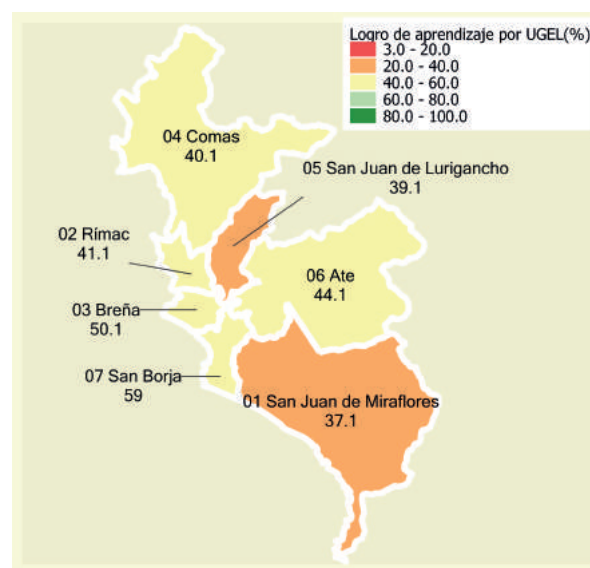 Logro de aprendizaje por UGEL(%)
3.0 - 20.0
20.0 - 40.0
40.0 - 60.0
60.0 - 80.0
80.0 - 100.0
04 Comas
40.1
05 San Juan de Lurigancho
39.1
02 Rímac
41.1
06 Ate
44.1
03 Breña
50.1
07 San Borja
59
01 San Juan de Miraflores
37.1